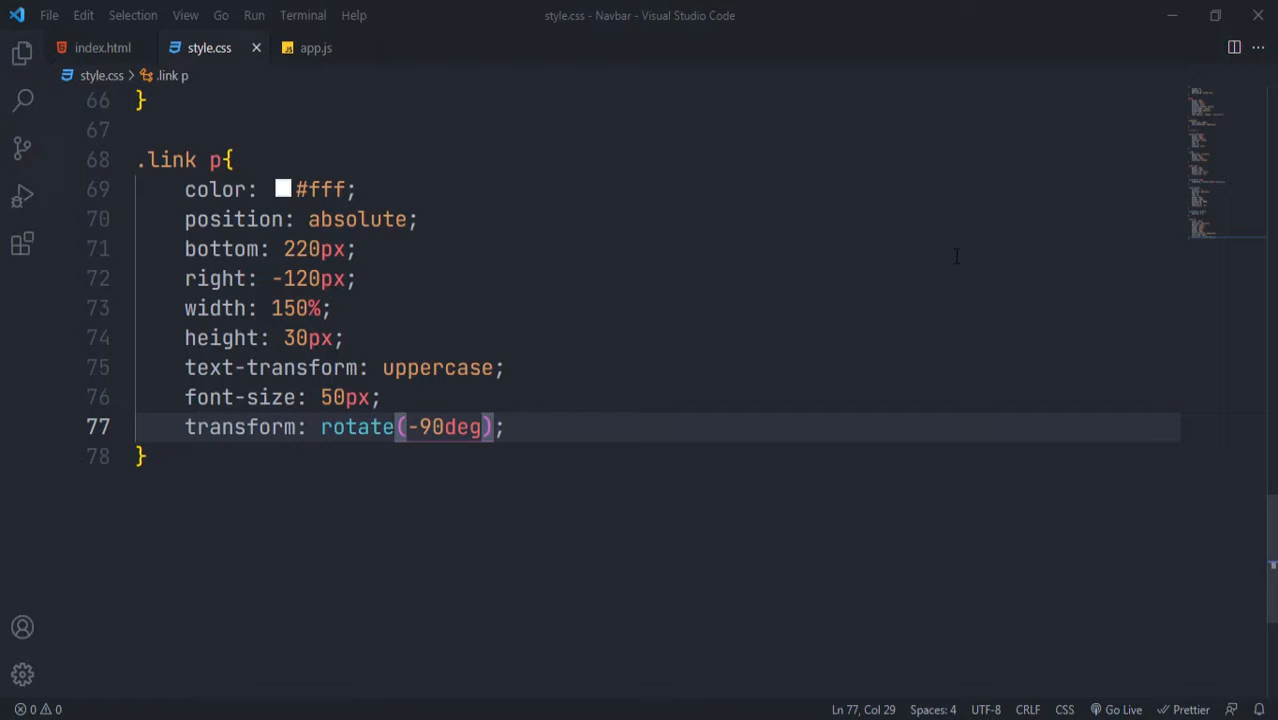 File Edit Selection View Go Run Terminal Help style.css - Navbar - Visual Studio Code
index.html style.css app.js
style.css > .link p
66 }
67
68 .link p{
69 color: #fff;
70 position: absolute;
71 bottom: 220px;
72 right: -120px;
73 width: 150%;
74 height: 30px;
75 text-transform: uppercase;
76 font-size: 50px;
77 transform: rotate(-90deg);
78 }
0 0 Ln 77, Col 29 Spaces: 4 UTF-8 CRLF CSS Go Live Prettier